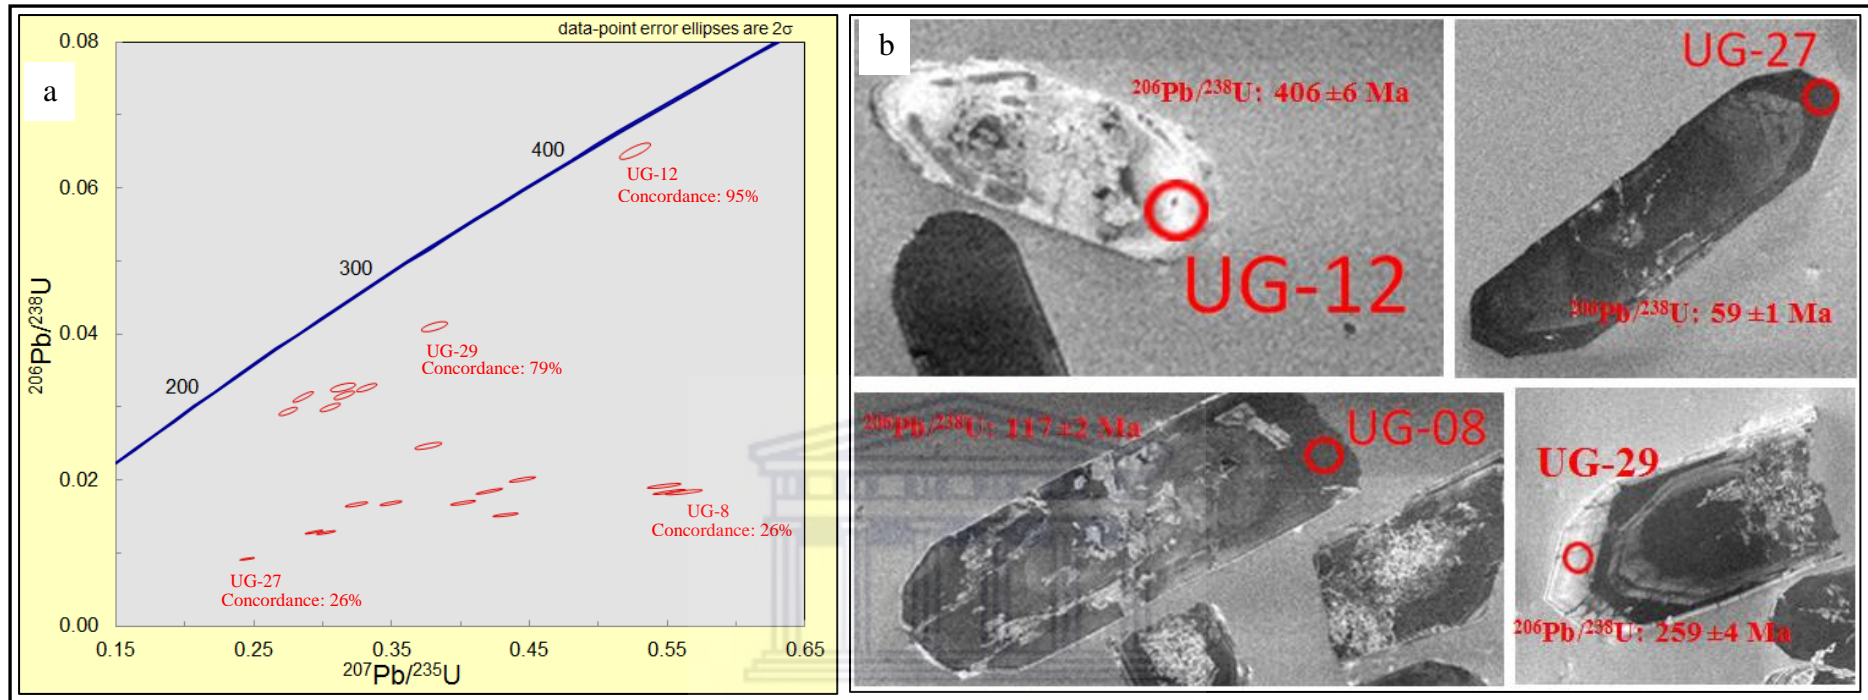 data-point error ellipses are 2σ
a
0.08
0.06
0.04
0.02
0.00
0.15
0.25
0.35
0.45
0.55
0.65
206Pb/238U
207Pb/235U
200
300
400
UG-12
Concordance: 95%
UG-29
Concordance: 79%
UG-8
Concordance: 26%
UG-27
Concordance: 26%
b
206Pb/238U: 406 ±6 Ma
UG-12
UG-27
206Pb/238U: 59 ±1 Ma
206Pb/238U: 117 ±2 Ma
UG-08
UG-29
206Pb/238U: 259 ±4 Ma